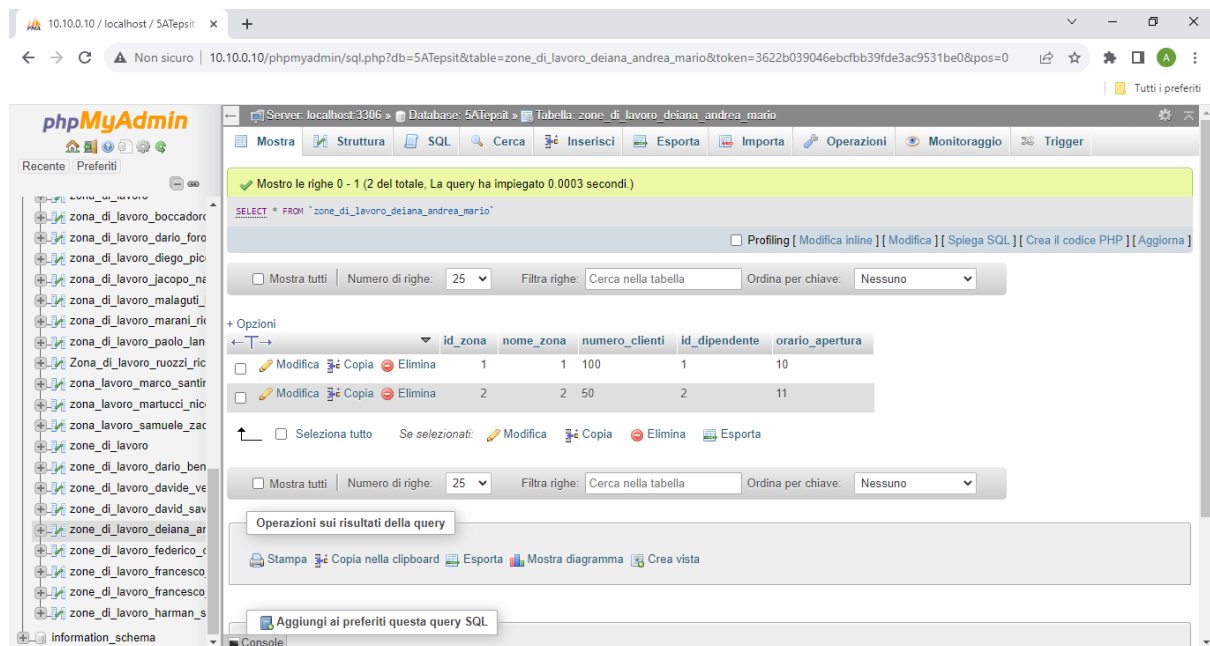 10.10.0.10 / localhost / 5ATepsit
Non sicuro | 10.10.0.10/phpmyadmin/sql.php?db=5ATepsit&table=zone_di_lavoro_deiana_andrea_mario&token=3622b039046ebcfbb39fde3ac9531be0&pos=0
A
Tutti i preferiti
phpMyAdmin
Recente Preferiti
zona_di_lavoro
zona_di_lavoro_boccadoro
zona_di_lavoro_dario_foro
zona_di_lavoro_diego_pic
zona_di_lavoro_jacopo_na
zona_di_lavoro_malaguti_
zona_di_lavoro_marani_ric
zona_di_lavoro_paolo_lan
Zona_di_lavoro_ruozzi_ric
zona_lavoro_marco_santir
zona_lavoro_martucci_nic
zona_lavoro_samuele_zac
zone_di_lavoro
zone_di_lavoro_dario_ben
zone_di_lavoro_davide_ve
zone_di_lavoro_david_sav
zone_di_lavoro_deiana_ar
zone_di_lavoro_federico_c
zone_di_lavoro_francesco_
zone_di_lavoro_francesco_
zone_di_lavoro_harman_s
information_schema
Server: localhost:3306 » Database: 5ATepsit » Tabella: zone_di_lavoro_deiana_andrea_mario
Mostra Struttura SQL Cerca Inserisci Esporta Importa Operazioni Monitoraggio Trigger
Mostro le righe 0 - 1 (2 del totale, La query ha impiegato 0.0003 secondi.)
SELECT * FROM `zone_di_lavoro_deiana_andrea_mario`
Profiling [ Modifica inline ] [ Modifica ] [ Spiega SQL ] [ Crea il codice PHP ] [ Aggiorna ]
Mostra tutti | Numero di righe: 25 Filtra righe: Cerca nella tabella Ordina per chiave: Nessuno
+ Opzioni
←T→ id_zona nome_zona numero_clienti id_dipendente orario_apertura
Modifica Copia Elimina 1 1 100 1 10
Modifica Copia Elimina 2 2 50 2 11
Seleziona tutto Se selezionati: Modifica Copia Elimina Esporta
Mostra tutti | Numero di righe: 25 Filtra righe: Cerca nella tabella Ordina per chiave: Nessuno
Operazioni sui risultati della query
Stampa Copia nella clipboard Esporta Mostra diagramma Crea vista
Aggiungi ai preferiti questa query SQL
Console